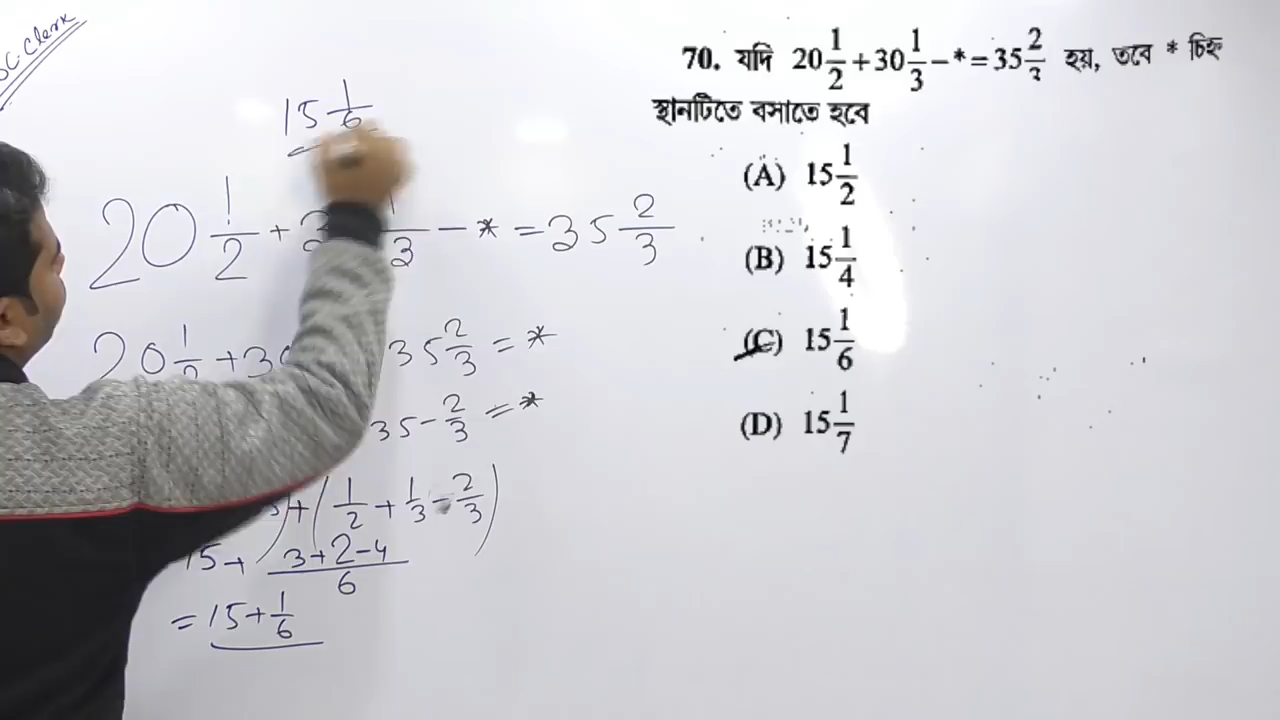 SC. Clerk
70. যদি 20 1/2 + 30 1/3 − * = 35 2/3 হয়, তবে * চিহ্ন
স্থানটিতে বসাতে হবে
(A) 15 1/2
(B) 15 1/4
(C) 15 1/6
(D) 15 1/7
15 1/6
20 1/2 + 3 1/3 − * = 35 2/3
20 1/2 + 30 35 2/3 = *
35 − 2/3 = *
) + ( 1/2 + 1/3 − 2/3 )
15 + (3+2−4)/6
= 15 + 1/6